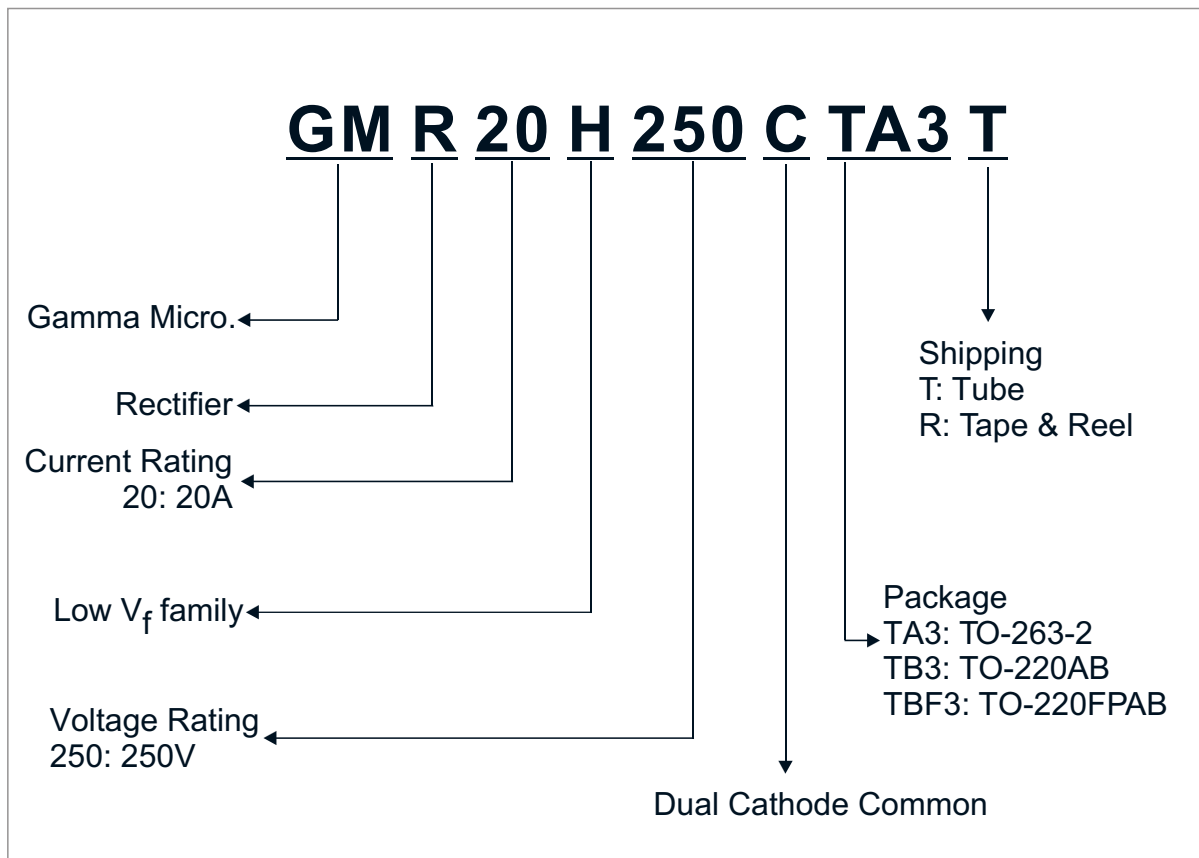 GM R 20 H 250 C TA3 T
Gamma Micro.
Rectifier
Current Rating
20: 20A
Low Vf family
Voltage Rating
250: 250V
Dual Cathode Common
Package
TA3: TO-263-2
TB3: TO-220AB
TBF3: TO-220FPAB
Shipping
T: Tube
R: Tape & Reel